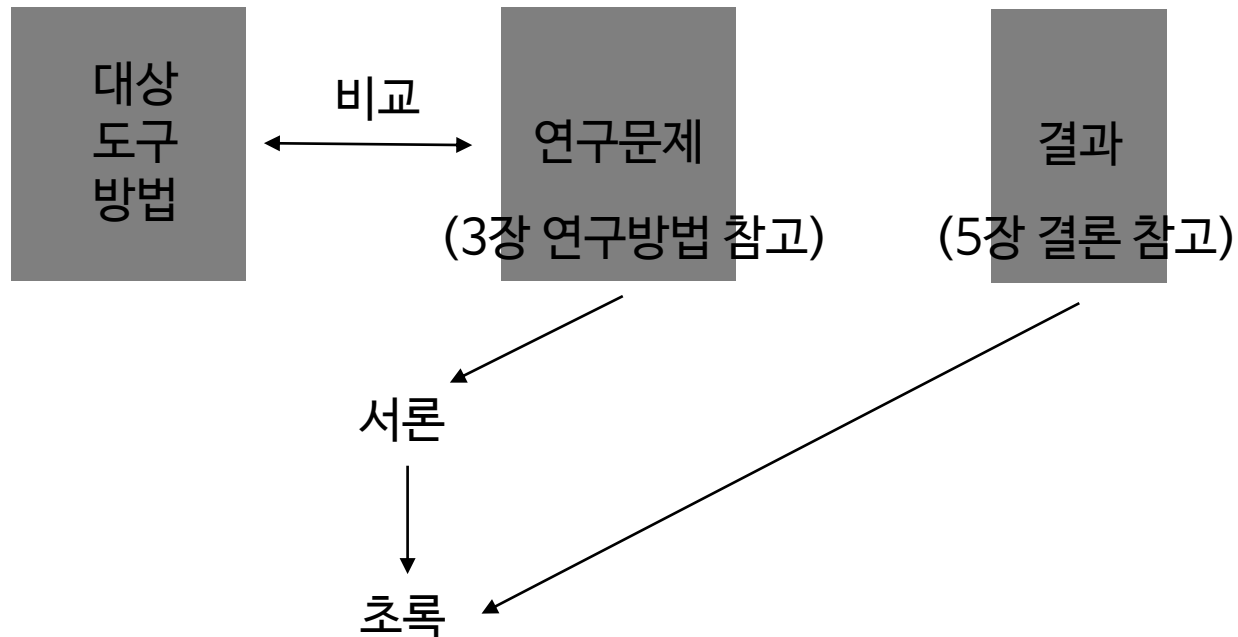 대상
도구
방법
비교
연구문제
(3장 연구방법 참고)
결과
(5장 결론 참고)
서론
초록